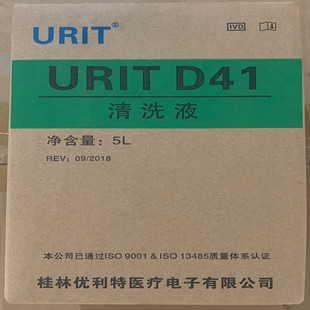 URIT®
IVD
URIT D41
清洗液
净含量：5L
REV：09/2018
本公司已通过ISO 9001 & ISO 13485质量体系认证
桂林优利特医疗电子有限公司